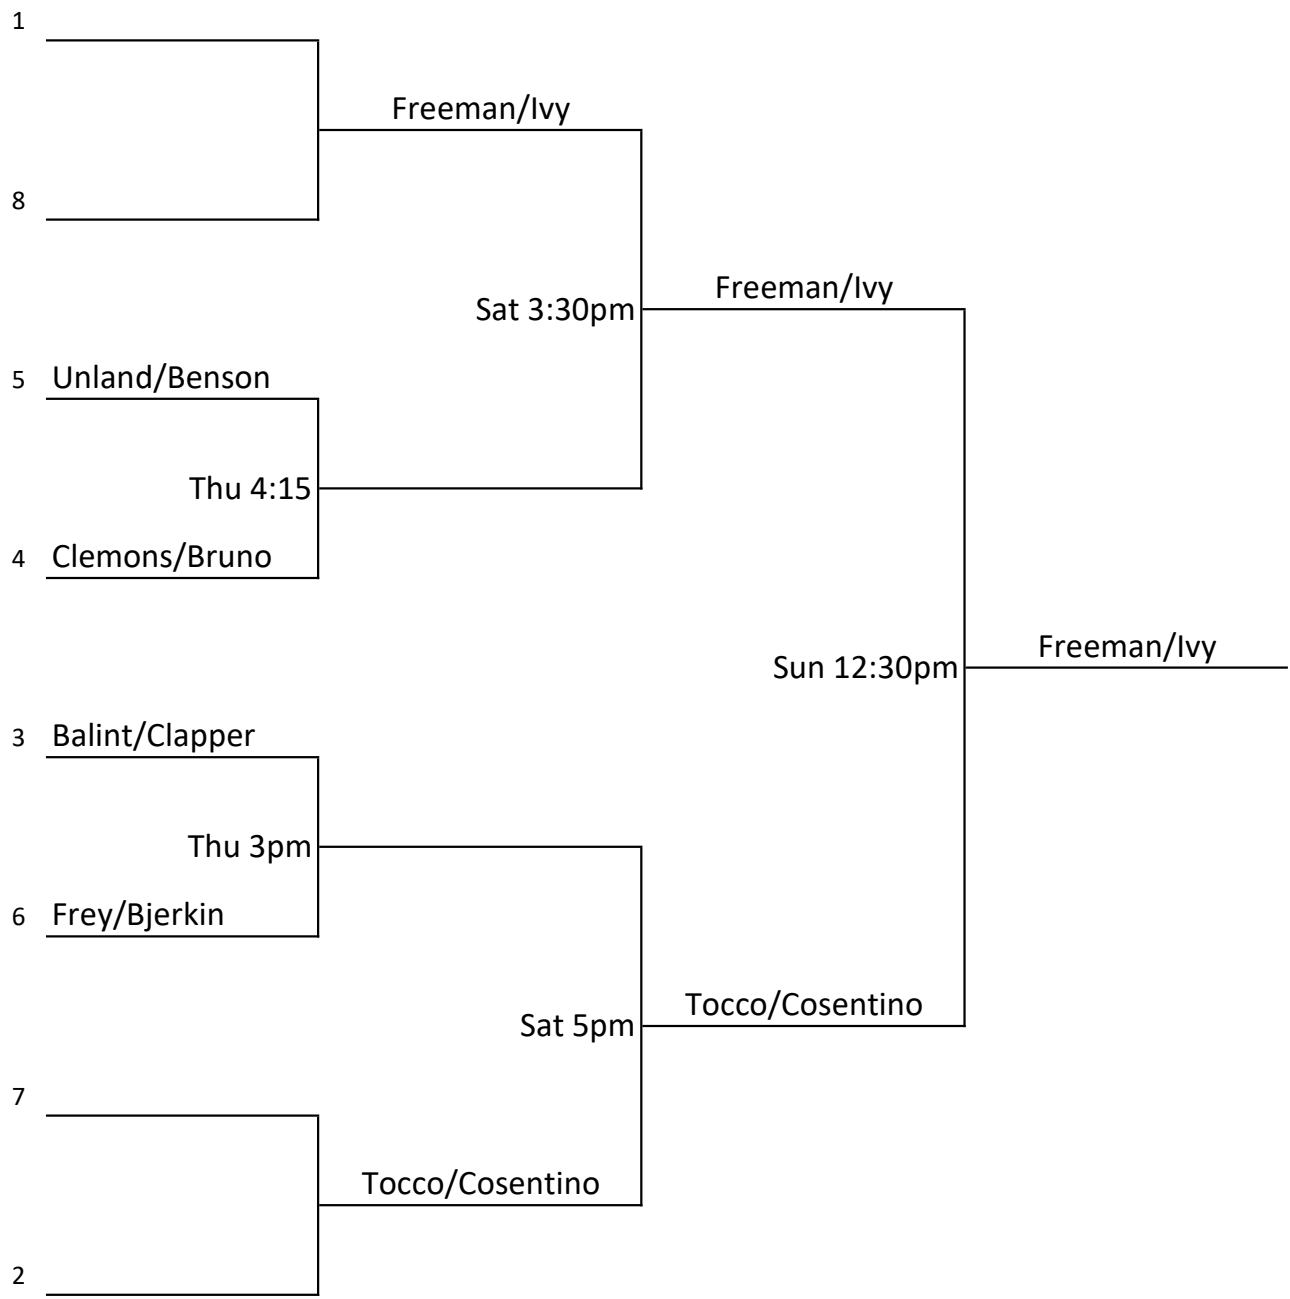 1
Freeman/Ivy
8
Freeman/Ivy
Sat 3:30pm
5 Unland/Benson
Thu 4:15
4 Clemons/Bruno
Freeman/Ivy
Sun 12:30pm
3 Balint/Clapper
Thu 3pm
6 Frey/Bjerkin
Tocco/Cosentino
Sat 5pm
7
Tocco/Cosentino
2